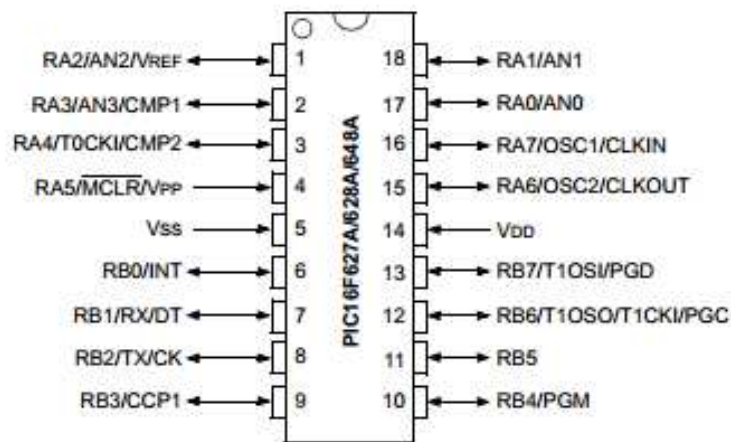 RA2/AN2/VREF 1 18 RA1/AN1
RA3/AN3/CMP1 2 17 RA0/AN0
RA4/T0CKI/CMP2 3 16 RA7/OSC1/CLKIN
RA5/MCLR/VPP 4 15 RA6/OSC2/CLKOUT
VSS 5 14 VDD
RB0/INT 6 13 RB7/T1OSI/PGD
RB1/RX/DT 7 12 RB6/T1OSO/T1CKI/PGC
RB2/TX/CK 8 11 RB5
RB3/CCP1 9 10 RB4/PGM
PIC16F627A/628A/648A